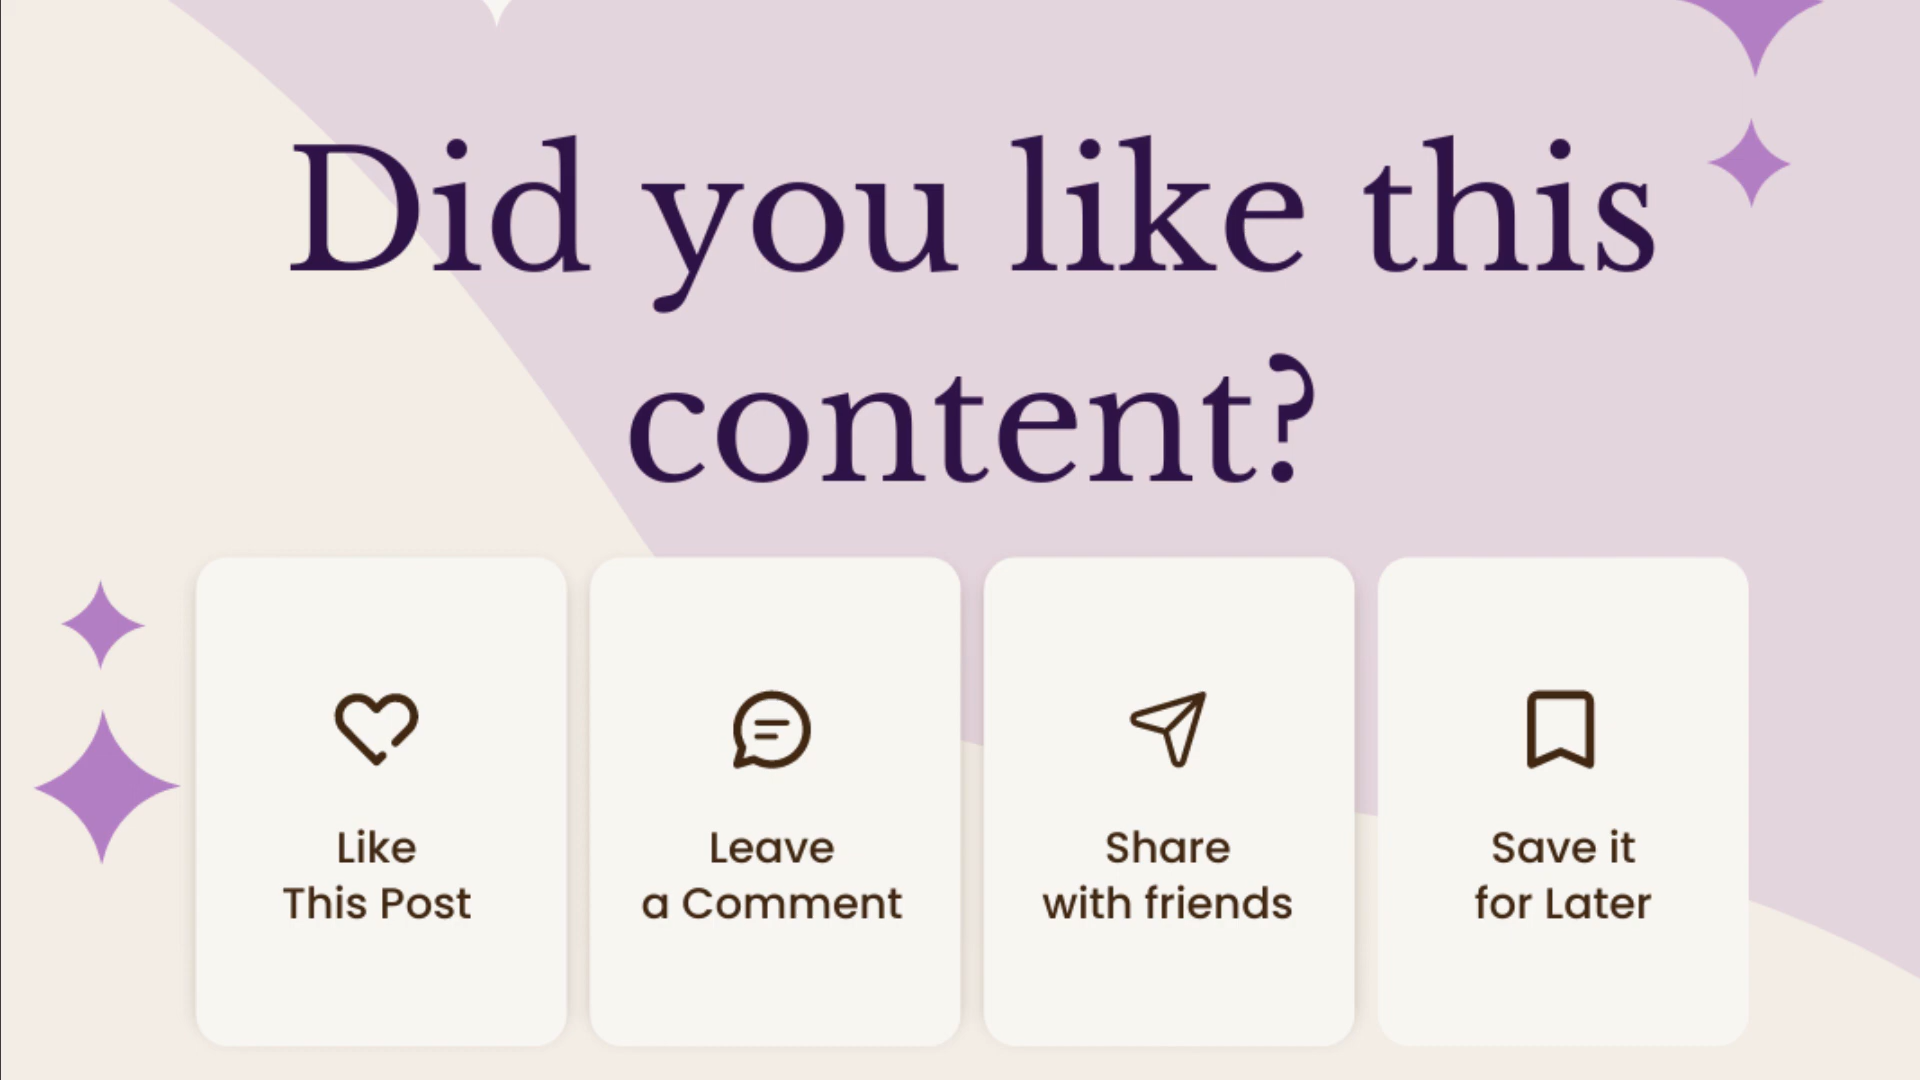 Did you like this
content?
Like
This Post
Leave
a Comment
Share
with friends
Save it
for Later